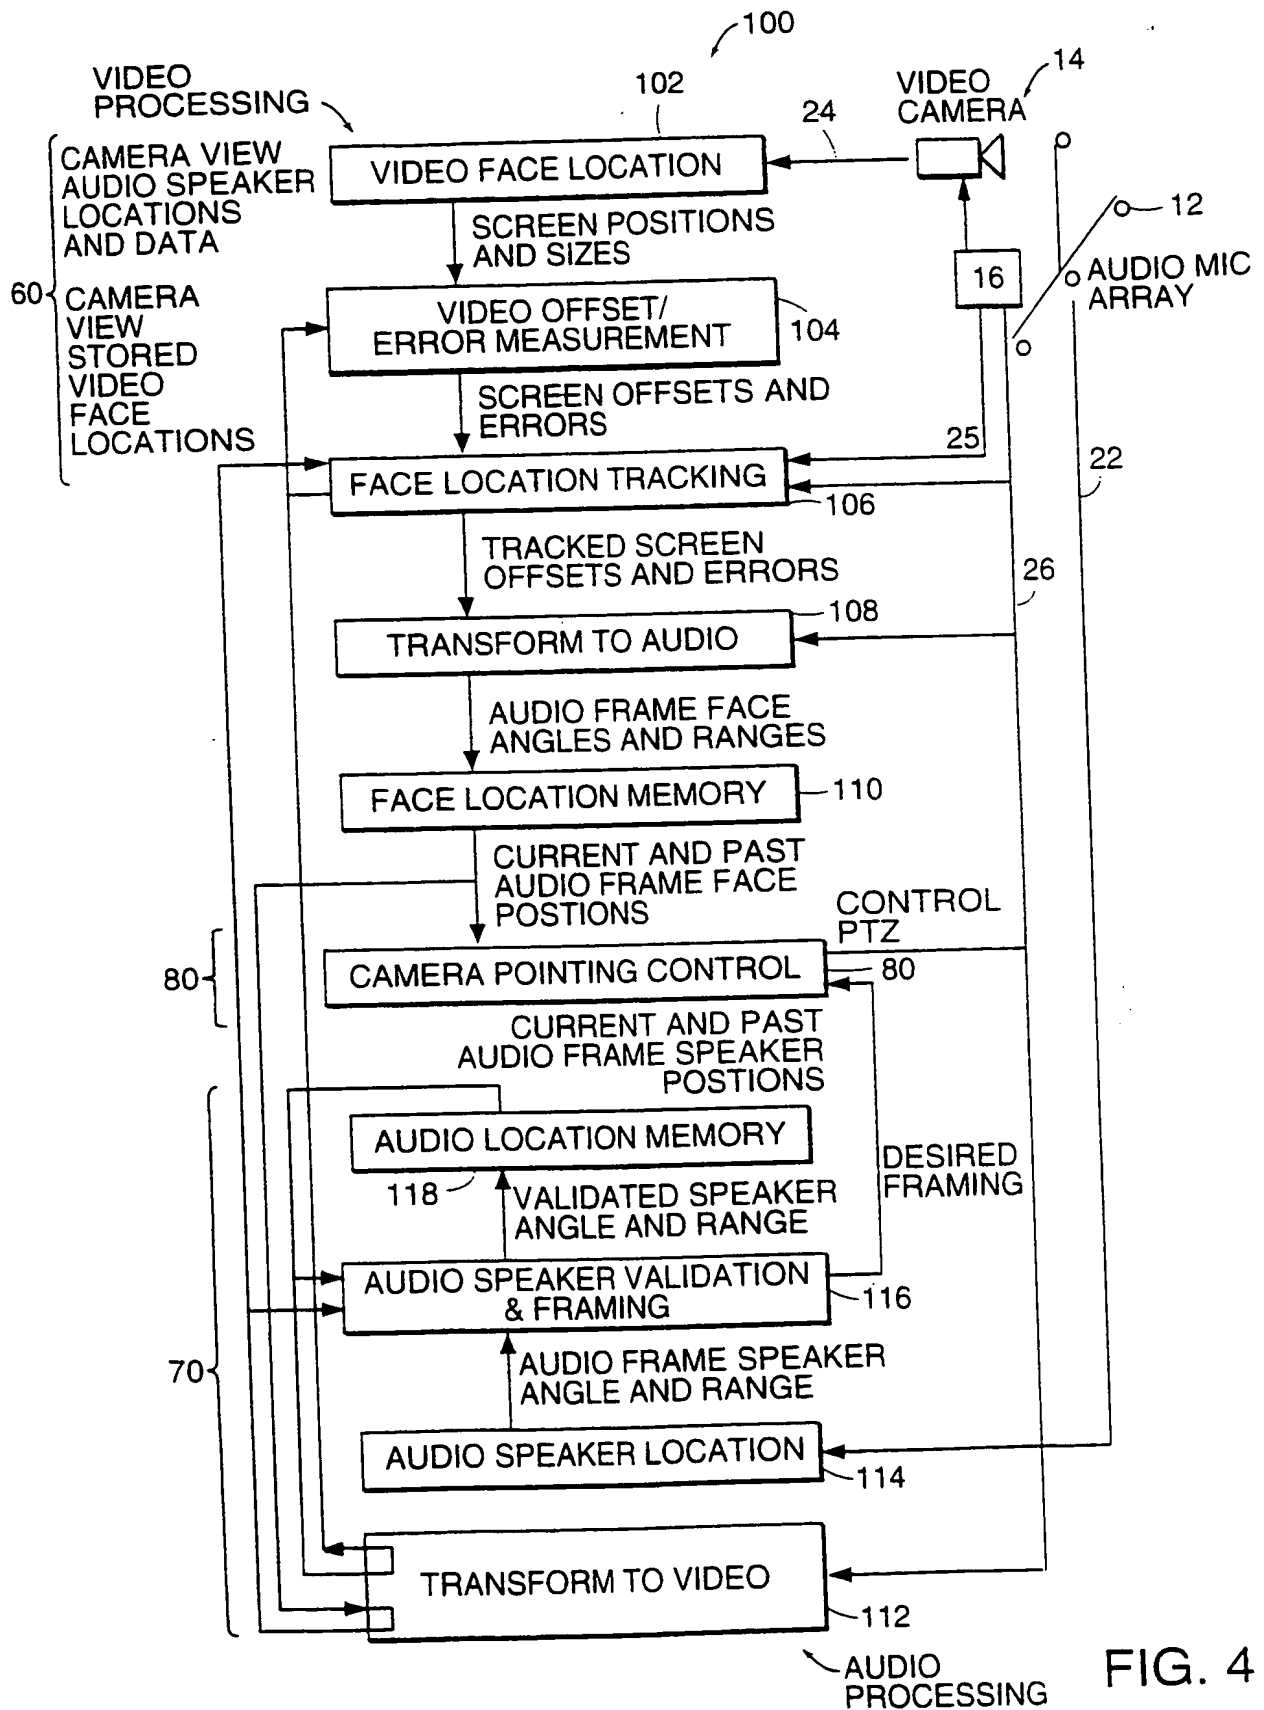 100
VIDEO
PROCESSING
102
24
VIDEO
CAMERA
14
CAMERA VIEW
AUDIO SPEAKER
LOCATIONS
AND DATA
VIDEO FACE LOCATION
12
SCREEN POSITIONS
AND SIZES
16
AUDIO MIC
ARRAY
60
CAMERA
VIEW
STORED
VIDEO
FACE
LOCATIONS
VIDEO OFFSET/
ERROR MEASUREMENT
104
SCREEN OFFSETS AND
ERRORS
25
22
FACE LOCATION TRACKING
106
TRACKED SCREEN
OFFSETS AND ERRORS
26
108
TRANSFORM TO AUDIO
AUDIO FRAME FACE
ANGLES AND RANGES
FACE LOCATION MEMORY
110
CURRENT AND PAST
AUDIO FRAME FACE
POSTIONS
CONTROL
PTZ
80
CAMERA POINTING CONTROL
80
CURRENT AND PAST
AUDIO FRAME SPEAKER
POSTIONS
AUDIO LOCATION MEMORY
118
VALIDATED SPEAKER
ANGLE AND RANGE
DESIRED
FRAMING
AUDIO SPEAKER VALIDATION
& FRAMING
116
70
AUDIO FRAME SPEAKER
ANGLE AND RANGE
AUDIO SPEAKER LOCATION
114
TRANSFORM TO VIDEO
112
AUDIO
PROCESSING
FIG. 4